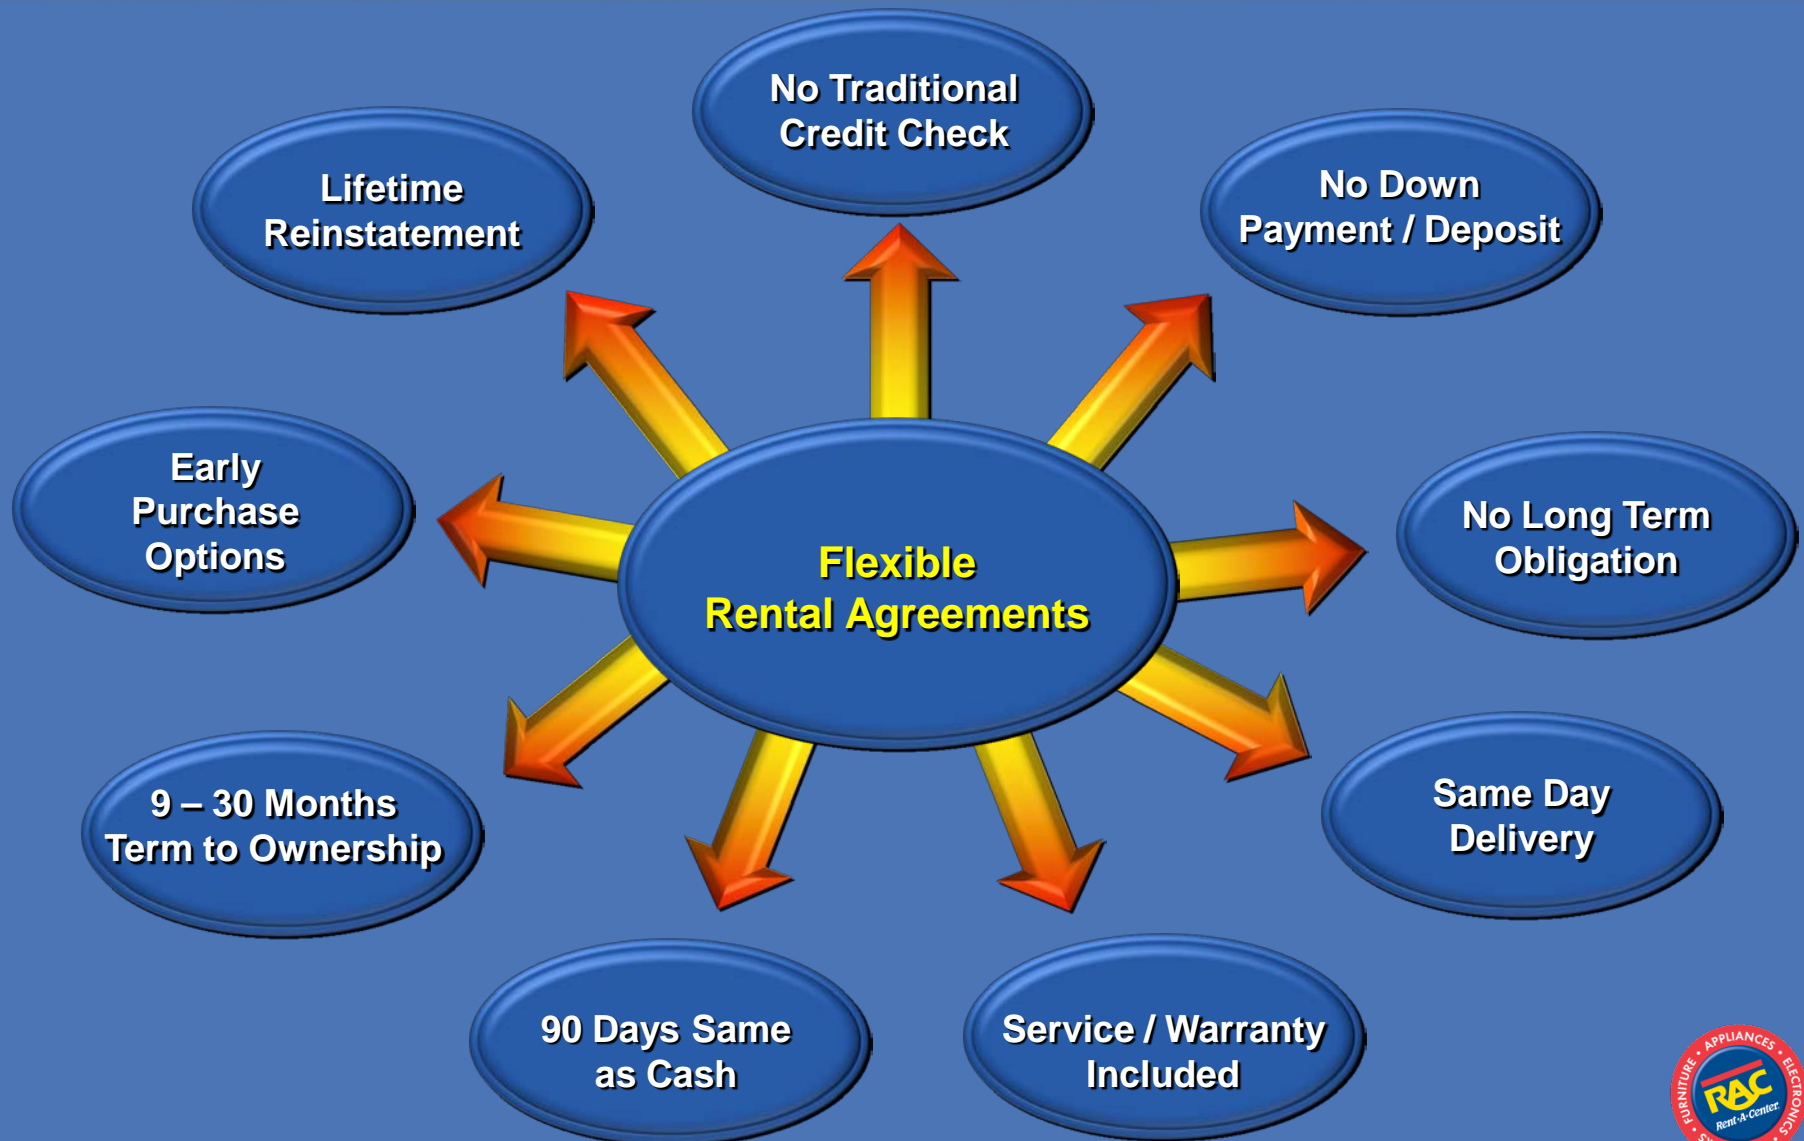 No Traditional
Credit Check
Lifetime
Reinstatement
No Down
Payment / Deposit
Early
Purchase
Options
No Long Term
Obligation
Flexible
Rental Agreements
9 – 30 Months
Term to Ownership
Same Day
Delivery
90 Days Same
as Cash
Service / Warranty
Included
FURNITURE • APPLIANCES • ELECTRONICS •
RAC
Rent-A-Center